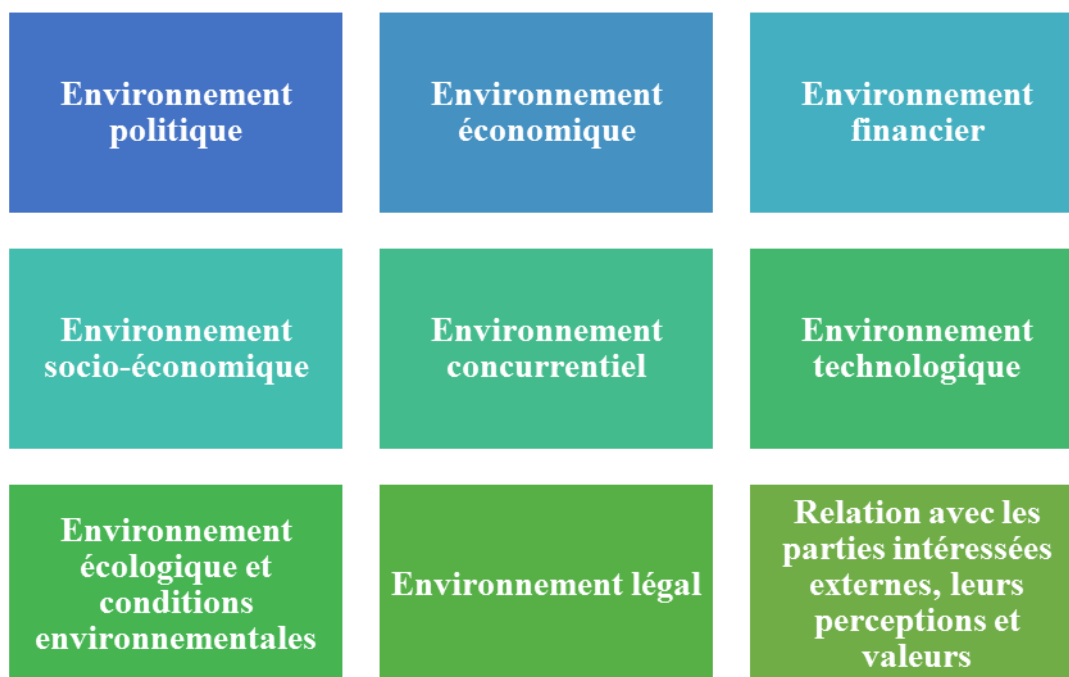 Environnement
politique
Environnement
économique
Environnement
financier
Environnement
socio-économique
Environnement
concurrentiel
Environnement
technologique
Environnement
écologique et
conditions
environnementales
Environnement légal
Relation avec les
parties intéressées
externes, leurs
perceptions et
valeurs